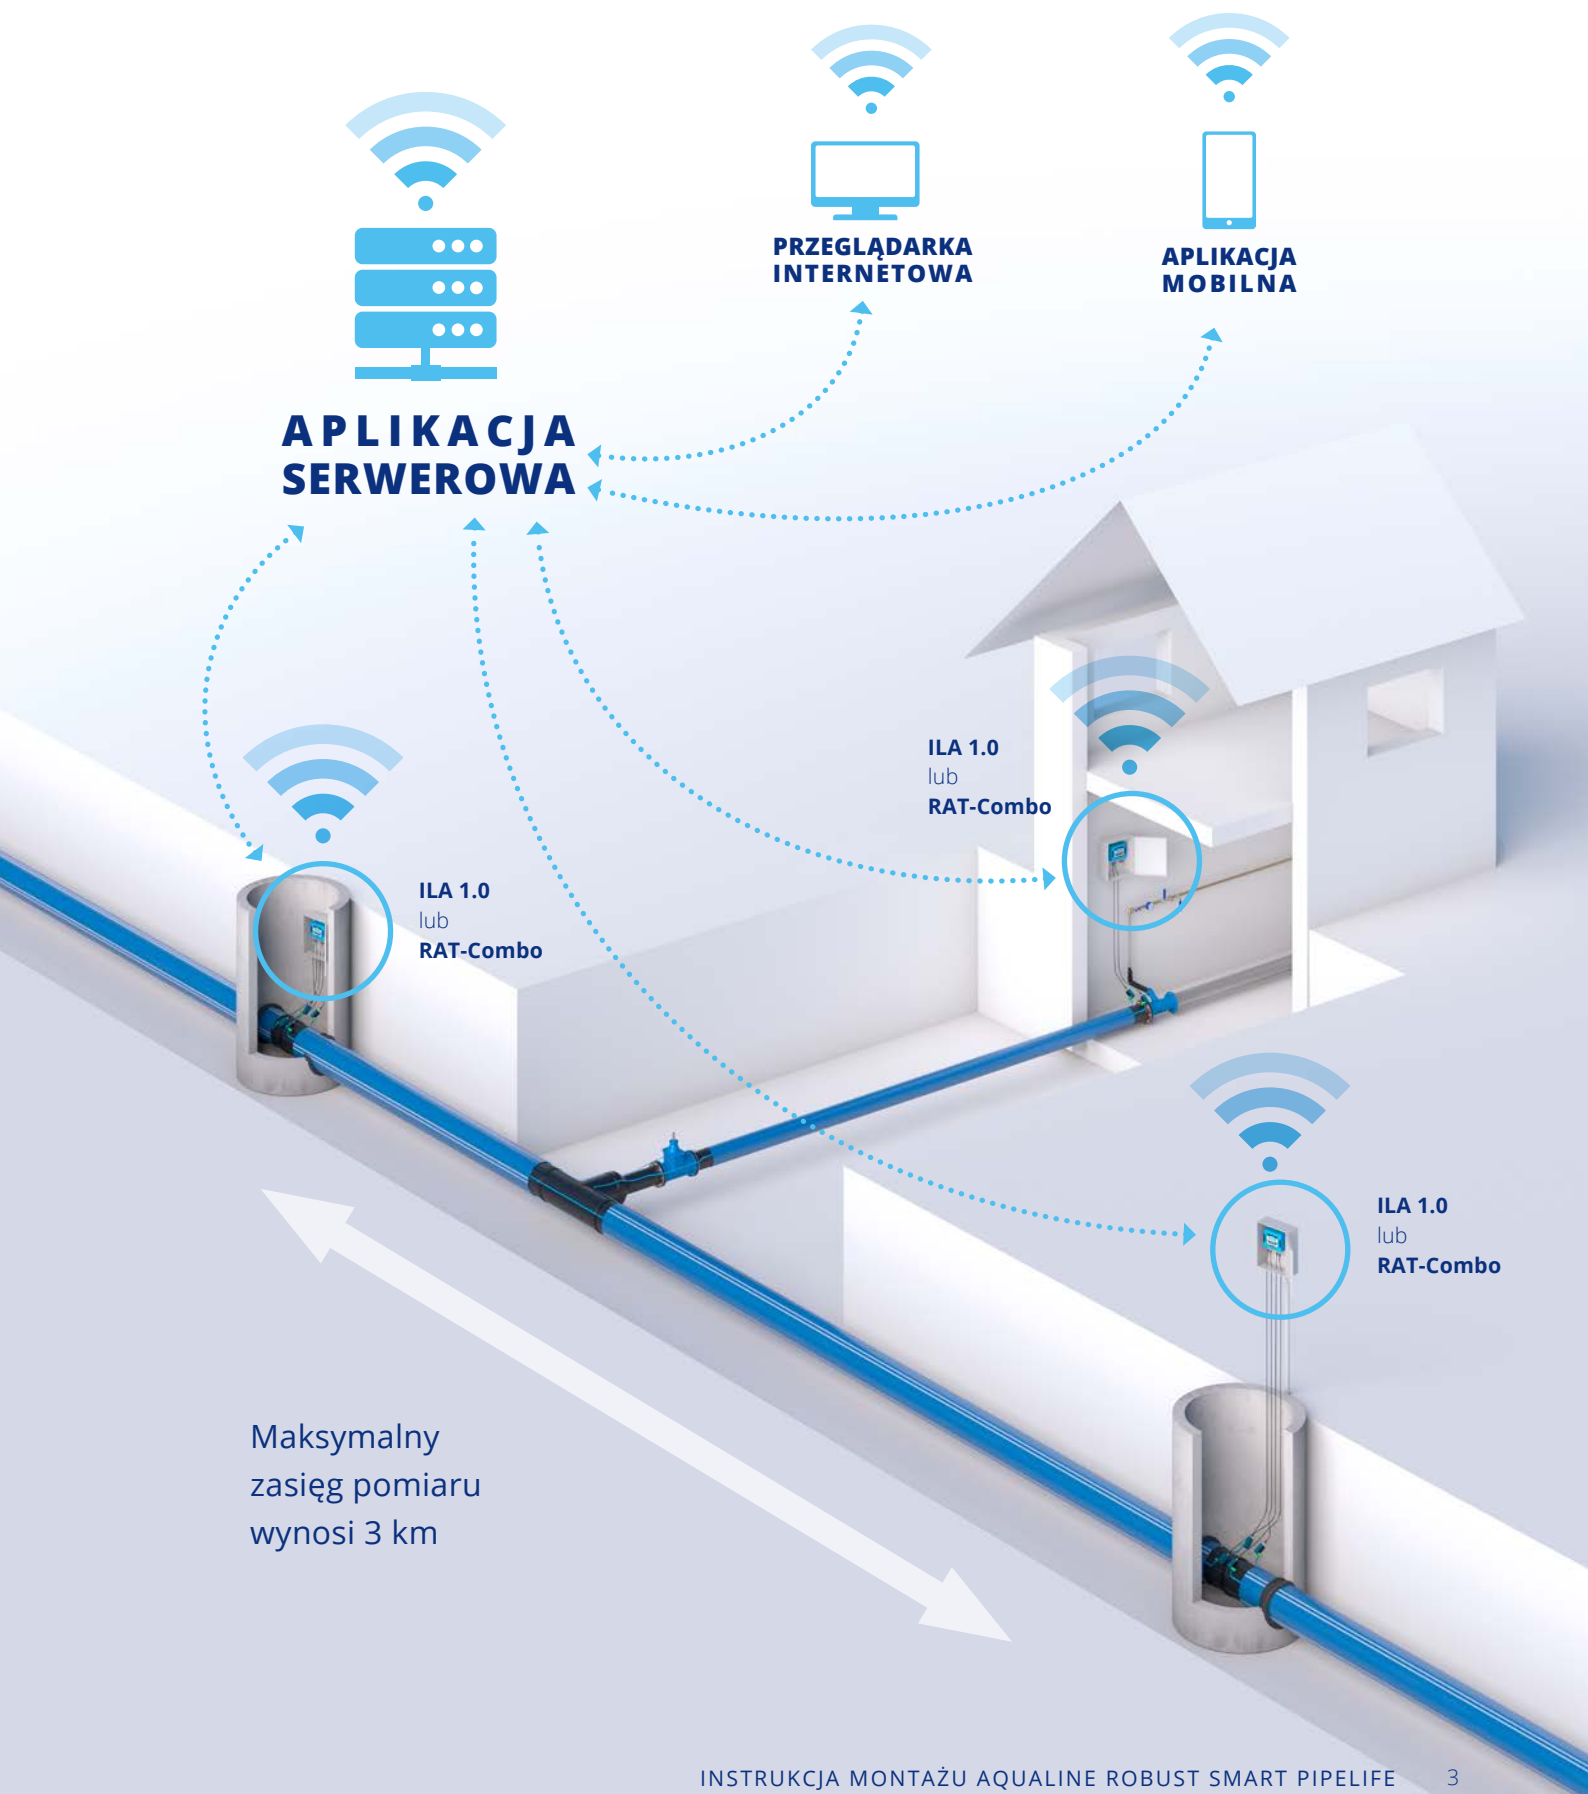 PRZEGLĄDARKA
INTERNETOWA
APLIKACJA
MOBILNA
APLIKACJA
SERWEROWA
ILA 1.0
lub
RAT-Combo
ILA 1.0
lub
RAT-Combo
ILA 1.0
lub
RAT-Combo
Maksymalny
zasięg pomiaru
wynosi 3 km
INSTRUKCJA MONTAŻU AQUALINE ROBUST SMART PIPELIFE 3